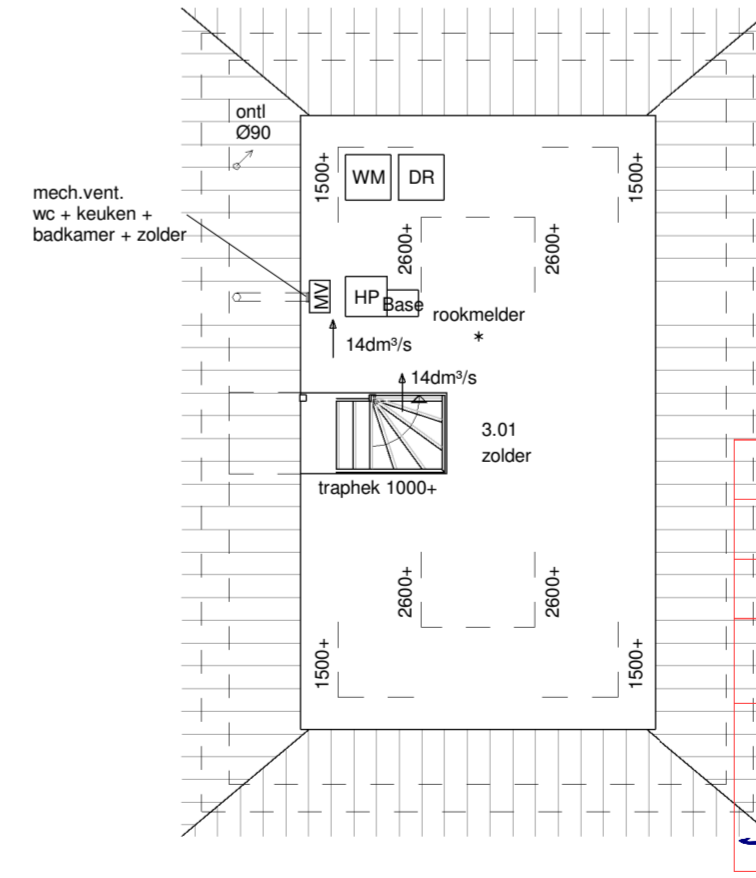 ontl
Ø90
mech.vent.
wc + keuken +
badkamer + zolder
1500+
WM
DR
1500+
2600+
2600+
MV
HP
Base
rookmelder
*
14dm³/s
14dm³/s
3.01
zolder
traphek 1000+
2600+
2600+
1500+
1500+